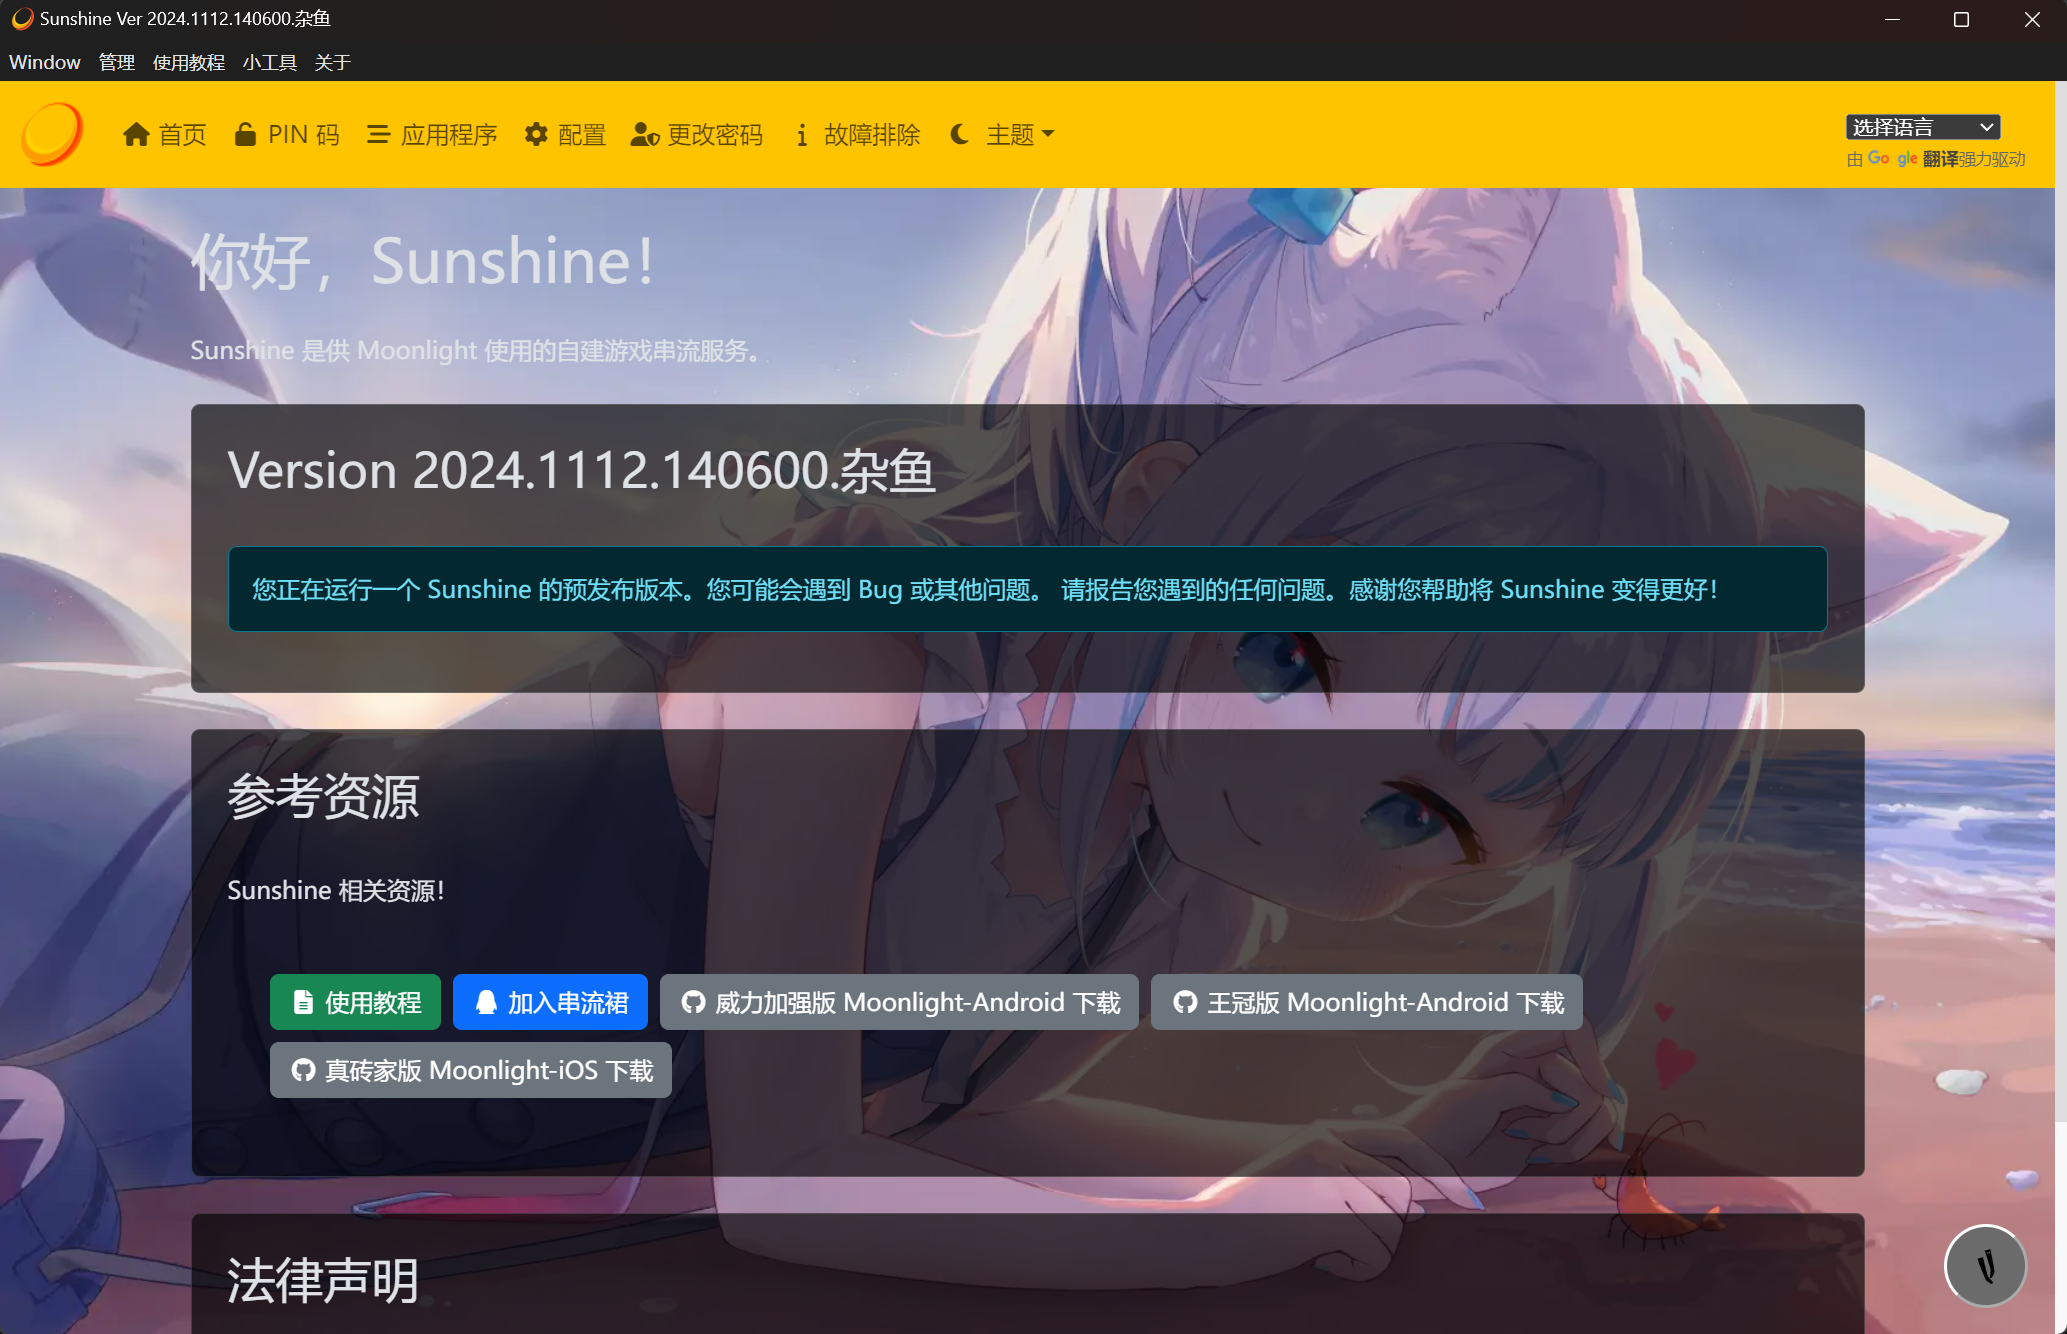 Sunshine Ver 2024.1112.140600.杂鱼
Window 管理 使用教程 小工具 关于
首页 PIN 码 应用程序 配置 更改密码 故障排除 主题
选择语言
由 Google 翻译强力驱动
你好，Sunshine！
Sunshine 是供 Moonlight 使用的自建游戏串流服务。
Version 2024.1112.140600.杂鱼
您正在运行一个 Sunshine 的预发布版本。您可能会遇到 Bug 或其他问题。 请报告您遇到的任何问题。感谢您帮助将 Sunshine 变得更好！
参考资源
Sunshine 相关资源！
使用教程 加入串流裙 威力加强版 Moonlight-Android 下载 王冠版 Moonlight-Android 下载
真砖家版 Moonlight-iOS 下载
法律声明